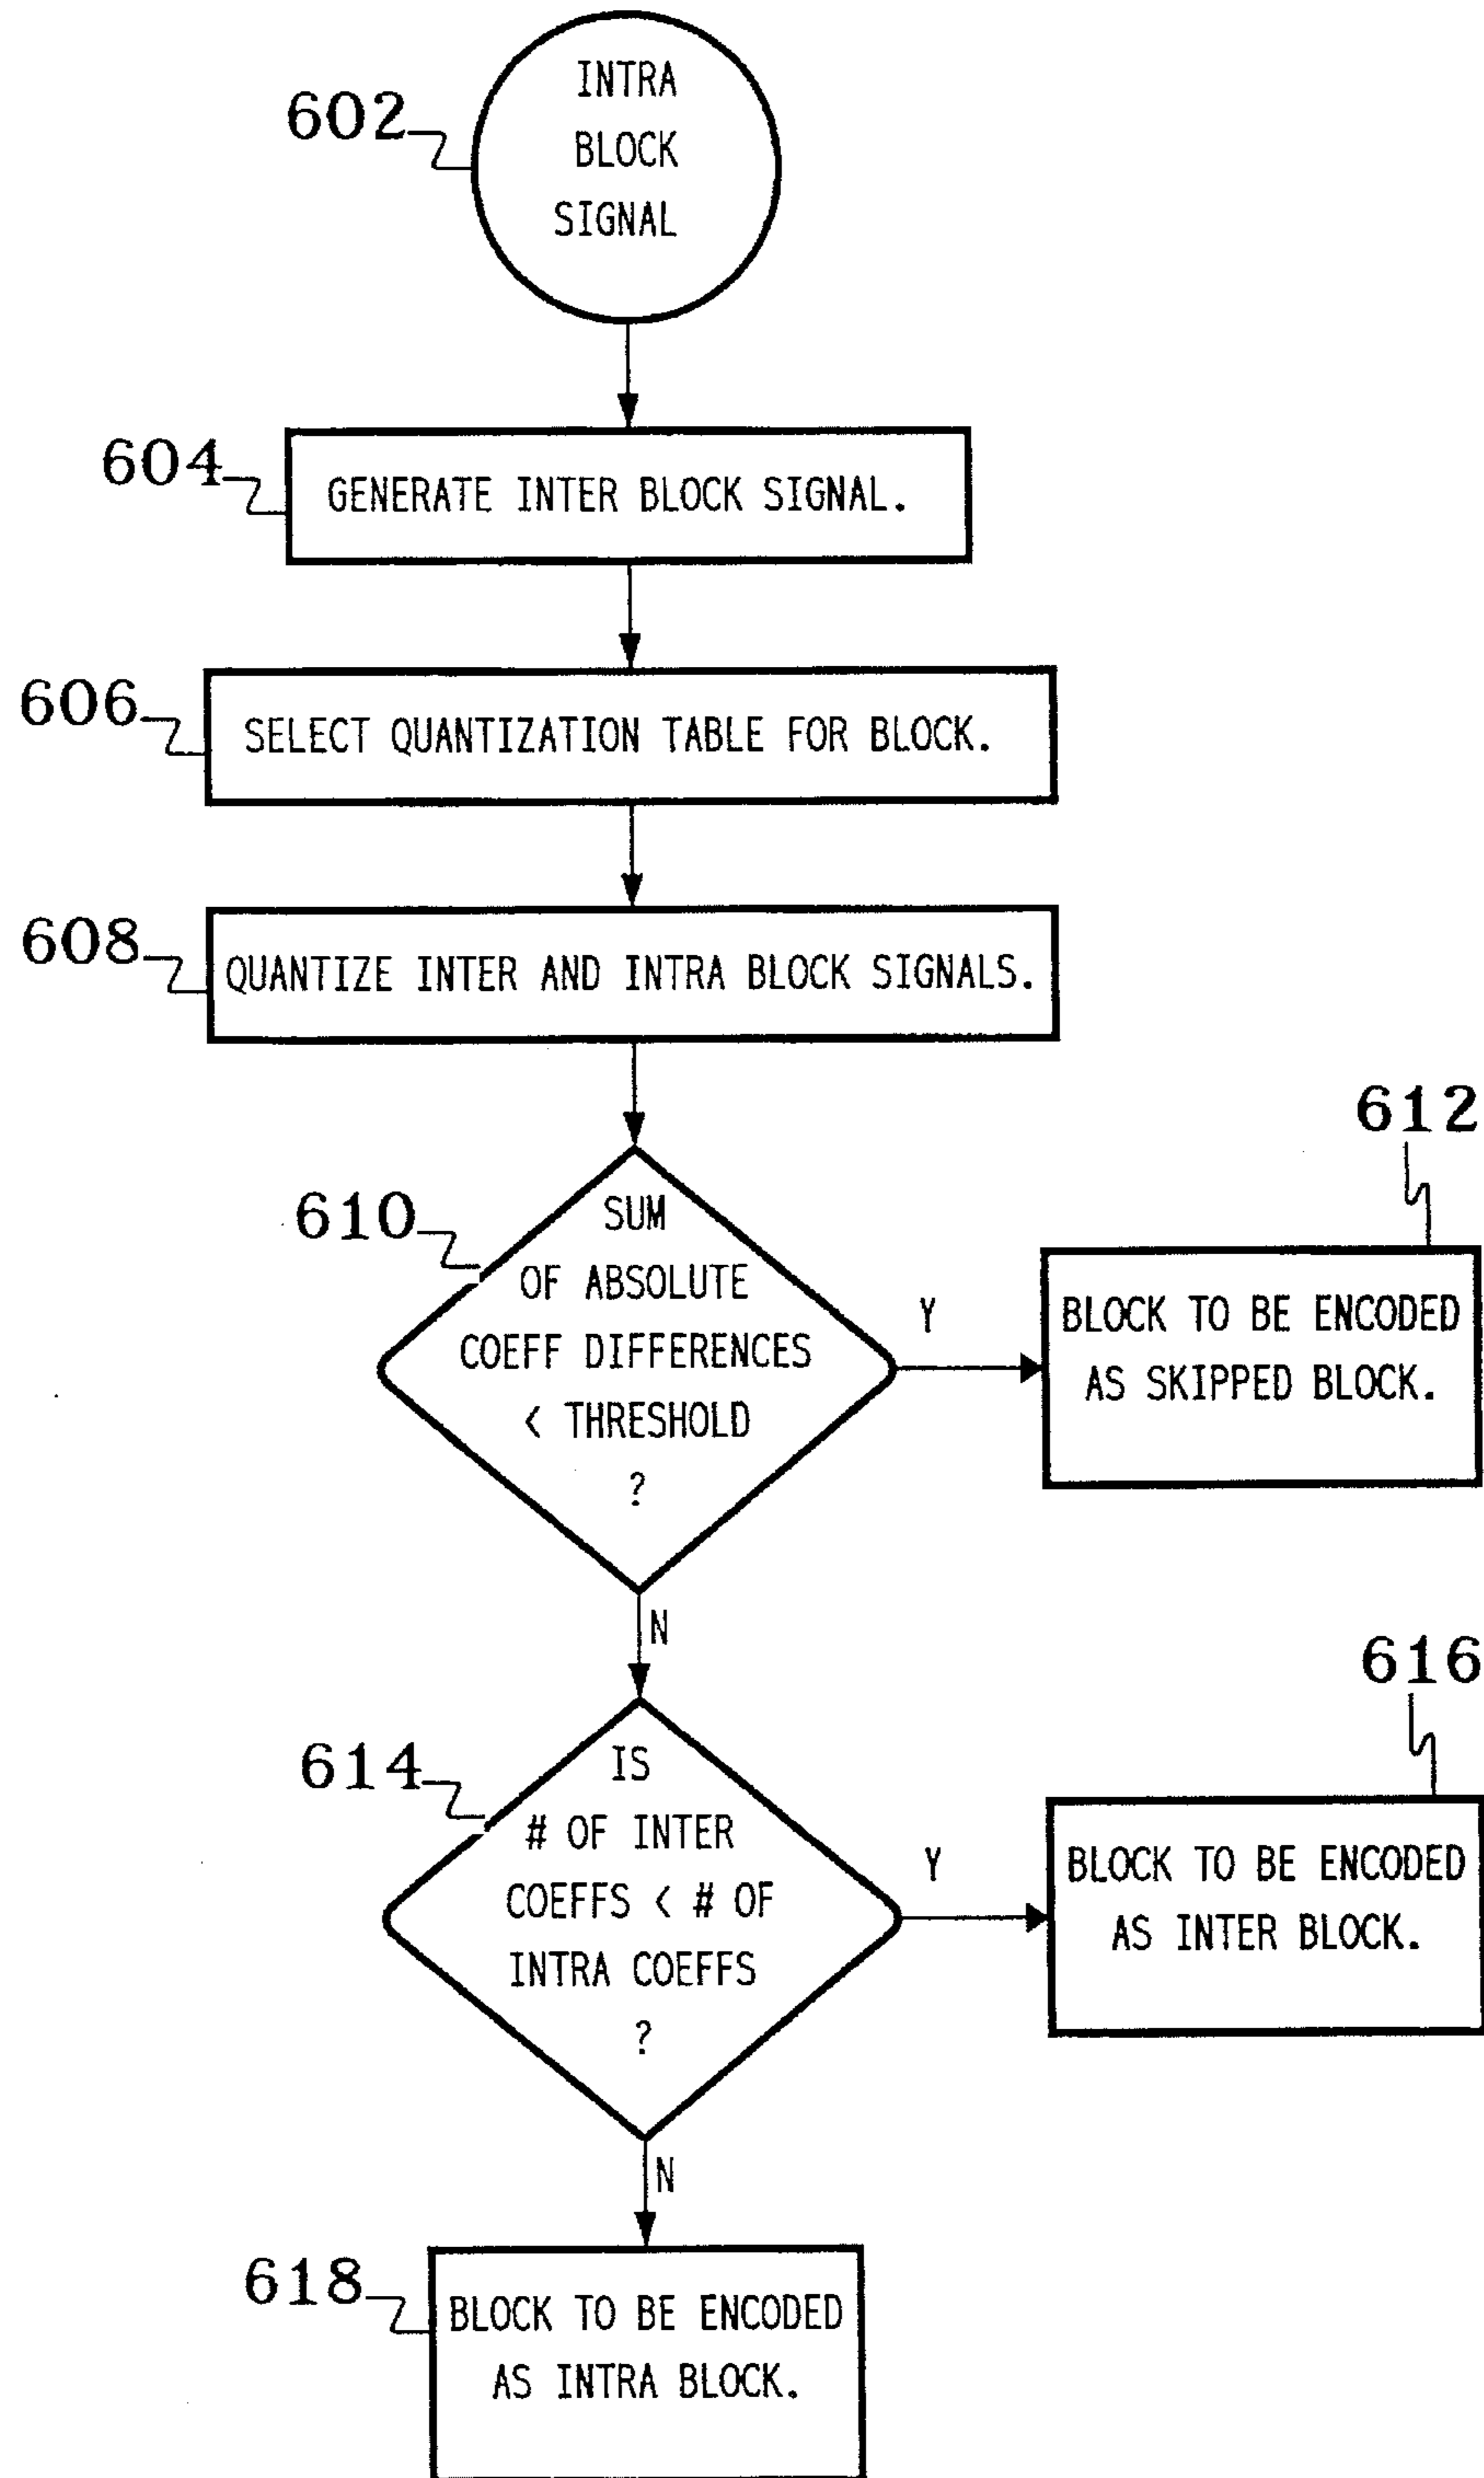 602
INTRA
BLOCK
SIGNAL
604
GENERATE INTER BLOCK SIGNAL.
606
SELECT QUANTIZATION TABLE FOR BLOCK.
608
QUANTIZE INTER AND INTRA BLOCK SIGNALS.
610
SUM
OF ABSOLUTE
COEFF DIFFERENCES
< THRESHOLD
?
Y
612
BLOCK TO BE ENCODED
AS SKIPPED BLOCK.
N
614
IS
# OF INTER
COEFFS < # OF
INTRA COEFFS
?
Y
616
BLOCK TO BE ENCODED
AS INTER BLOCK.
N
618
BLOCK TO BE ENCODED
AS INTRA BLOCK.